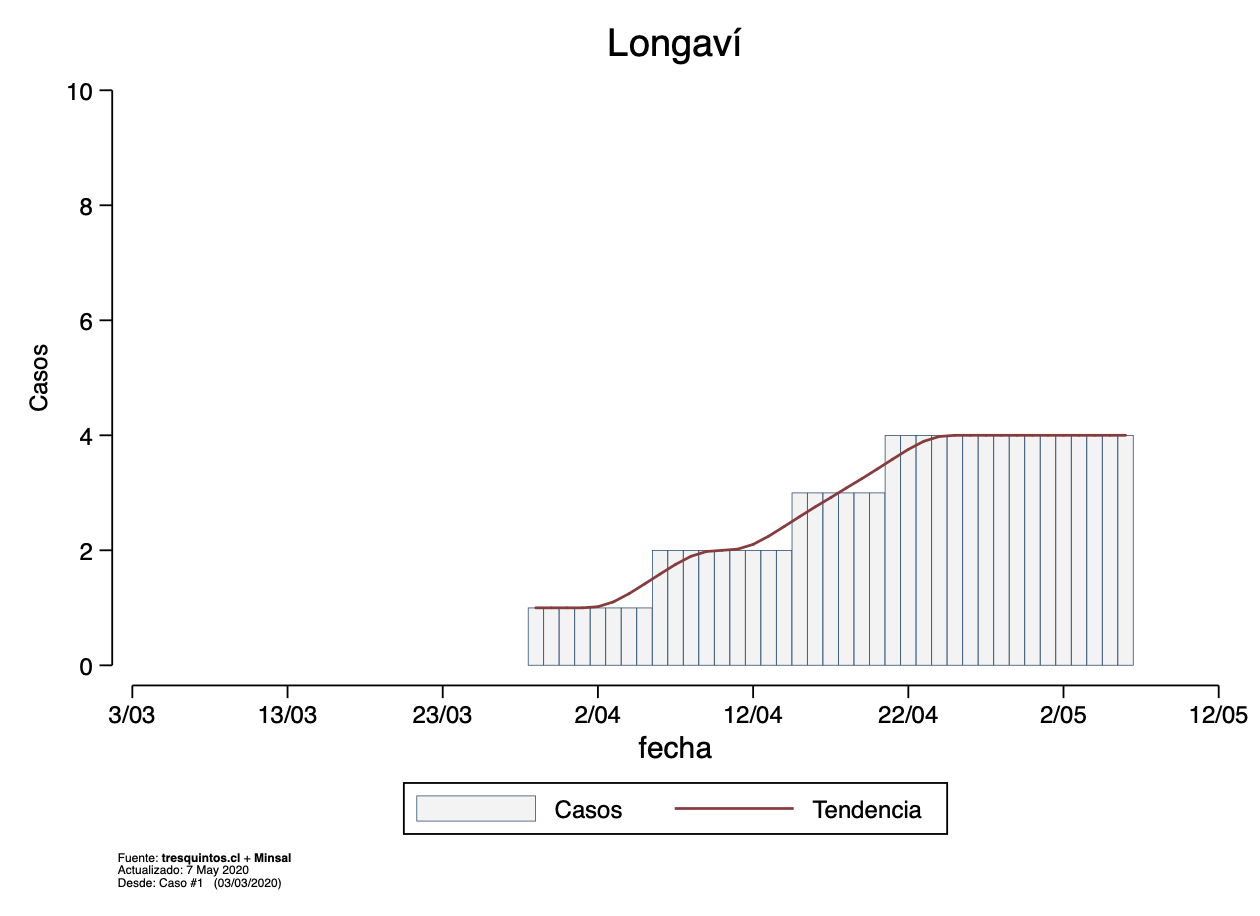 Longaví
10
8
6
4
2
0
Casos
3/03 13/03 23/03 2/04 12/04 22/04 2/05 12/05
fecha
Casos Tendencia
Fuente: tresquintos.cl + Minsal
Actualizado: 7 May 2020
Desde: Caso #1 (03/03/2020)